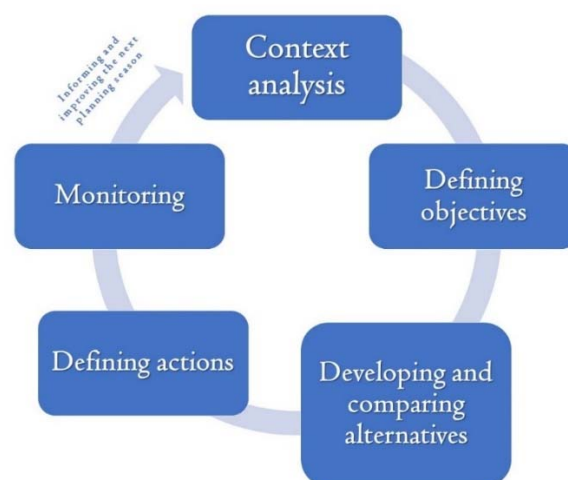 Informing and
improving the next
planning season
Context
analysis
Defining
objectives
Developing and
comparing
alternatives
Defining actions
Monitoring